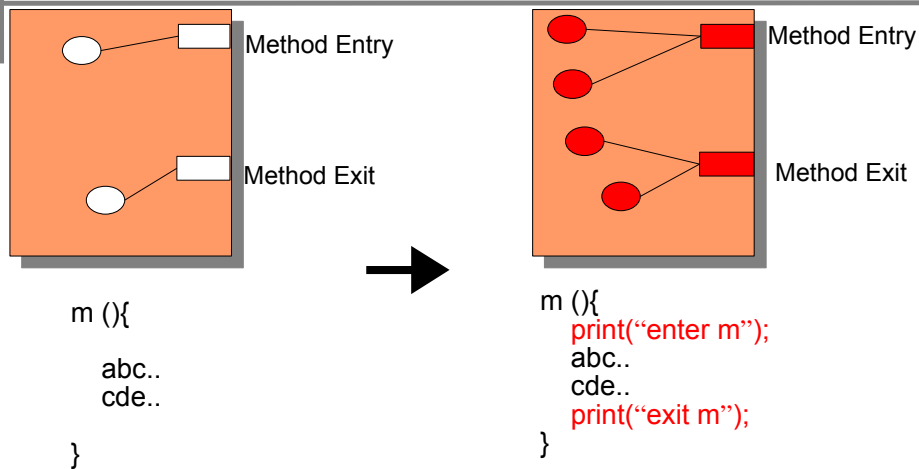 Method Entry
Method Exit
m (){
abc..
cde..
}
Method Entry
Method Exit
m (){
print(“enter m”);
abc..
cde..
print(“exit m”);
}